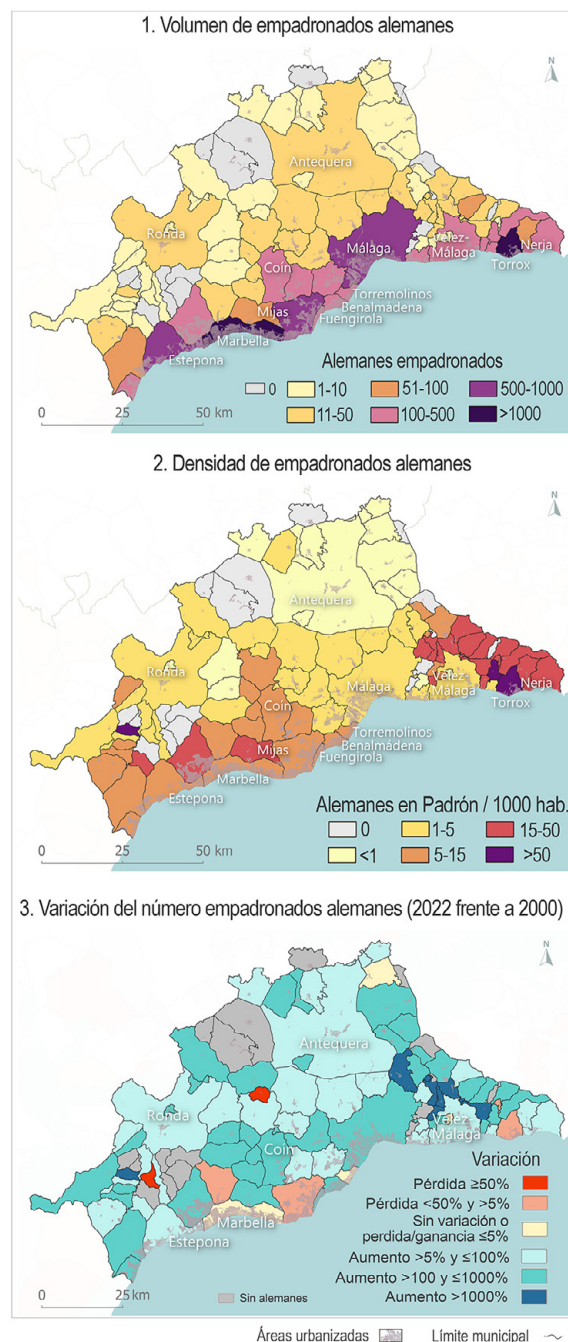 1. Volumen de empadronados alemanes
N
Antequera
Ronda
Málaga
Vélez-
Málaga
Nerja
Coín
Torrox
Torremolinos
Mijas
Benalmádena
Fuengirola
Marbella
Estepona
Alemanes empadronados
0 1-10 51-100 500-1000
11-50 100-500 >1000
0 25 50 km
2. Densidad de empadronados alemanes
N
Antequera
Ronda
Málaga
Vélez
Málaga
Nerja
Coín
Torrox
Torremolinos
Mijas
Benalmádena
Fuengirola
Marbella
Estepona
Alemanes en Padrón / 1000 hab.
0 1-5 15-50
<1 5-15 >50
0 25 50 km
3. Variación del número empadronados alemanes (2022 frente a 2000)
N
Antequera
Ronda
Vélez
Málaga
Coín
Marbella
Estepona
Variación
Pérdida ≥50%
Pérdida <50% y >5%
Sin variación o
perdida/ganancia ≤5%
Aumento >5% y ≤100%
Aumento >100 y ≤1000%
Aumento >1000%
Sin alemanes
0 25km
Áreas urbanizadas Límite municipal